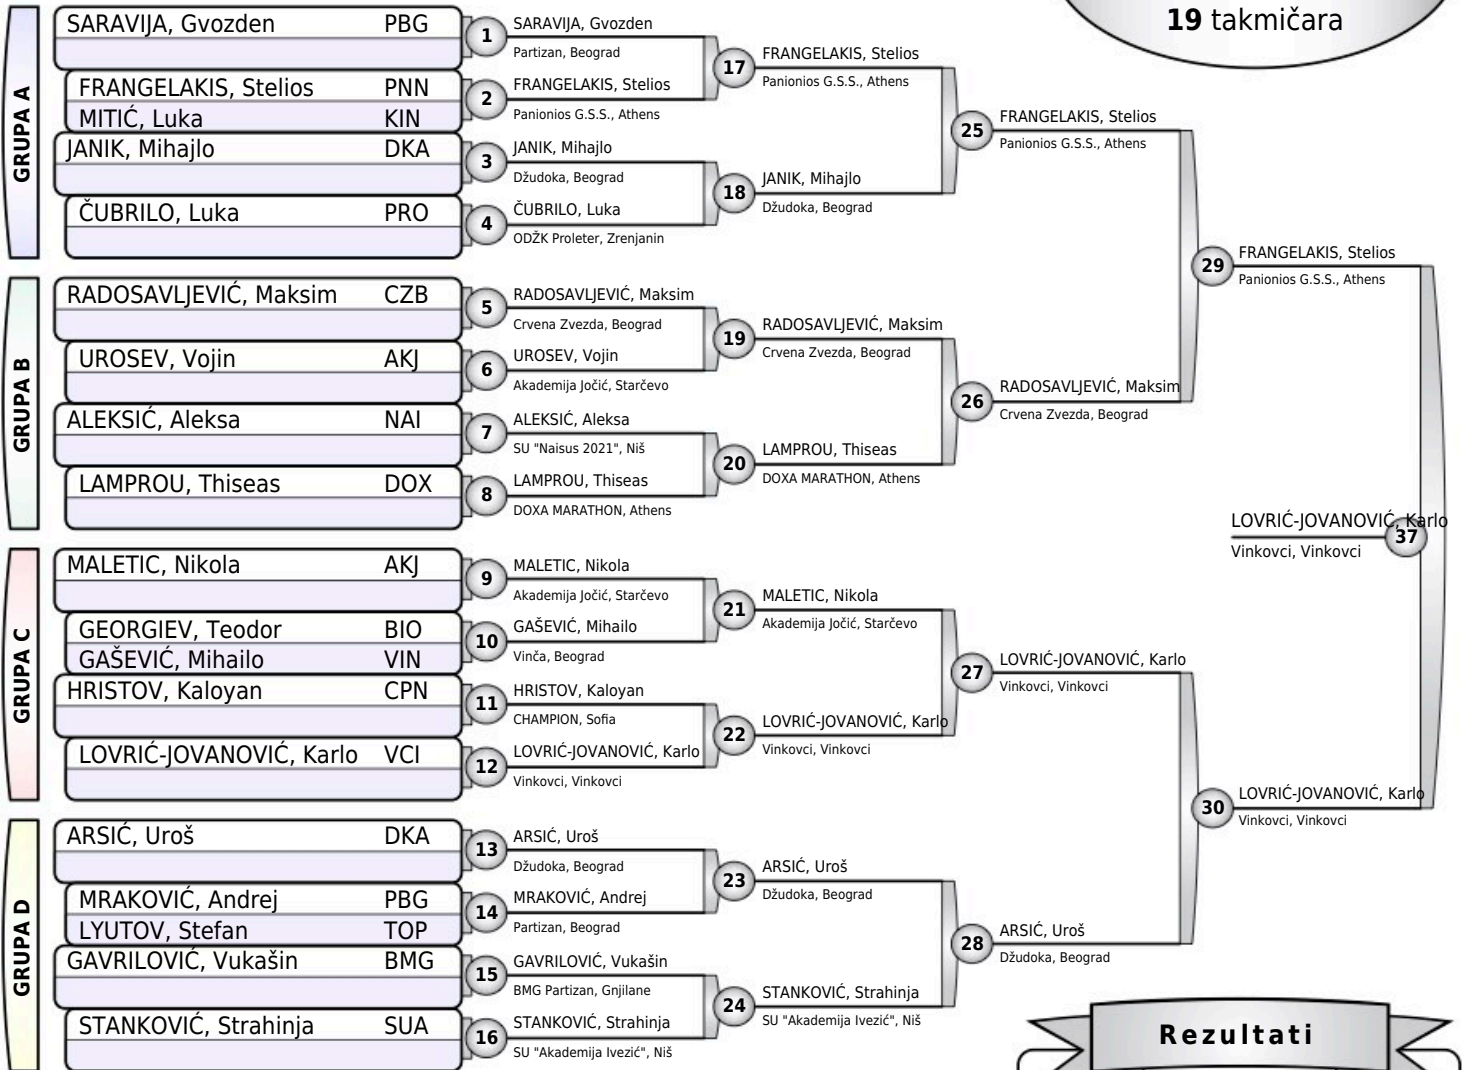 19 takmičara
GRUPA A
SARAVIJA, Gvozden PBG
FRANGELAKIS, Stelios PNN
MITIĆ, Luka KIN
JANIK, Mihajlo DKA
ČUBRILO, Luka PRO
1 SARAVIJA, Gvozden
Partizan, Beograd
2 FRANGELAKIS, Stelios
Panionios G.S.S., Athens
3 JANIK, Mihajlo
Džudoka, Beograd
4 ČUBRILO, Luka
ODŽK Proleter, Zrenjanin
17 FRANGELAKIS, Stelios
Panionios G.S.S., Athens
18 JANIK, Mihajlo
Džudoka, Beograd
25 FRANGELAKIS, Stelios
Panionios G.S.S., Athens
GRUPA B
RADOSAVLJEVIĆ, Maksim CZB
UROSEV, Vojin AKJ
ALEKSIĆ, Aleksa NAI
LAMPROU, Thiseas DOX
5 RADOSAVLJEVIĆ, Maksim
Crvena Zvezda, Beograd
6 UROSEV, Vojin
Akademija Jočić, Starčevo
7 ALEKSIĆ, Aleksa
SU "Naisus 2021", Niš
8 LAMPROU, Thiseas
DOXA MARATHON, Athens
19 RADOSAVLJEVIĆ, Maksim
Crvena Zvezda, Beograd
20 LAMPROU, Thiseas
DOXA MARATHON, Athens
26 RADOSAVLJEVIĆ, Maksim
Crvena Zvezda, Beograd
29 FRANGELAKIS, Stelios
Panionios G.S.S., Athens
GRUPA C
MALETIC, Nikola AKJ
GEORGIEV, Teodor BIO
GAŠEVIĆ, Mihailo VIN
HRISTOV, Kaloyan CPN
LOVRIĆ-JOVANOVIĆ, Karlo VCI
9 MALETIC, Nikola
Akademija Jočić, Starčevo
10 GAŠEVIĆ, Mihailo
Vinča, Beograd
11 HRISTOV, Kaloyan
CHAMPION, Sofia
12 LOVRIĆ-JOVANOVIĆ, Karlo
Vinkovci, Vinkovci
21 MALETIC, Nikola
Akademija Jočić, Starčevo
22 LOVRIĆ-JOVANOVIĆ, Karlo
Vinkovci, Vinkovci
27 LOVRIĆ-JOVANOVIĆ, Karlo
Vinkovci, Vinkovci
GRUPA D
ARSIĆ, Uroš DKA
MRAKOVIĆ, Andrej PBG
LYUTOV, Stefan TOP
GAVRILOVIĆ, Vukašin BMG
STANKOVIĆ, Strahinja SUA
13 ARSIĆ, Uroš
Džudoka, Beograd
14 MRAKOVIĆ, Andrej
Partizan, Beograd
15 GAVRILOVIĆ, Vukašin
BMG Partizan, Gnjilane
16 STANKOVIĆ, Strahinja
SU "Akademija Ivezić", Niš
23 ARSIĆ, Uroš
Džudoka, Beograd
24 STANKOVIĆ, Strahinja
SU "Akademija Ivezić", Niš
28 ARSIĆ, Uroš
Džudoka, Beograd
30 LOVRIĆ-JOVANOVIĆ, Karlo
Vinkovci, Vinkovci
LOVRIĆ-JOVANOVIĆ, Karlo
37
Vinkovci, Vinkovci
Rezultati